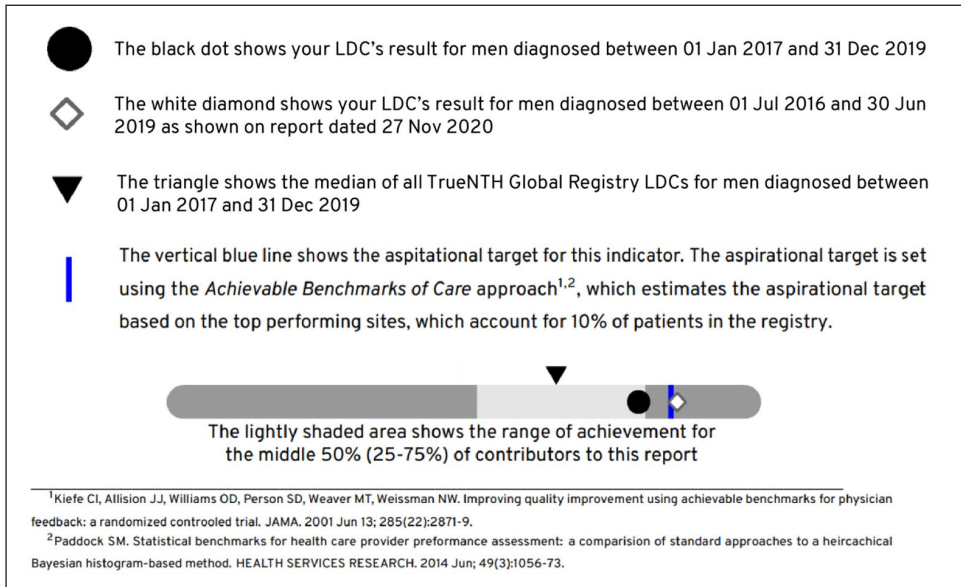 The black dot shows your LDC's result for men diagnosed between 01 Jan 2017 and 31 Dec 2019
The white diamond shows your LDC's result for men diagnosed between 01 Jul 2016 and 30 Jun
2019 as shown on report dated 27 Nov 2020
The triangle shows the median of all TrueNTH Global Registry LDCs for men diagnosed between
01 Jan 2017 and 31 Dec 2019
The vertical blue line shows the aspitational target for this indicator. The aspirational target is set
using the Achievable Benchmarks of Care approach1,2, which estimates the aspirational target
based on the top performing sites, which account for 10% of patients in the registry.
The lightly shaded area shows the range of achievement for
the middle 50% (25-75%) of contributors to this report
1Kiefe CI, Allision JJ, Williams OD, Person SD, Weaver MT, Weissman NW. Improving quality improvement using achievable benchmarks for physician
feedback: a randomized controoled trial. JAMA. 2001 Jun 13; 285(22):2871-9.
2Paddock SM. Statistical benchmarks for health care provider preformance assessment: a comparision of standard approaches to a heircachical
Bayesian histogram-based method. HEALTH SERVICES RESEARCH. 2014 Jun; 49(3):1056-73.